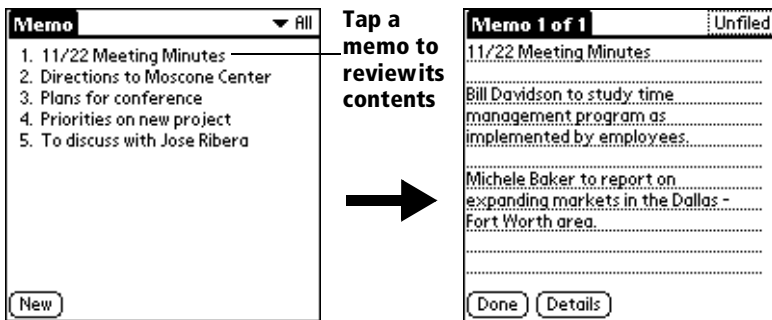 Memo
All
1. 11/22 Meeting Minutes
2. Directions to Moscone Center
3. Plans for conference
4. Priorities on new project
5. To discuss with Jose Ribera
New
Tap a
memo to
reviewits
contents
Memo 1 of 1
Unfiled
11/22 Meeting Minutes
Bill Davidson to study time
management program as
implemented by employees.
Michele Baker to report on
expanding markets in the Dallas -
Fort Worth area.
Done
Details